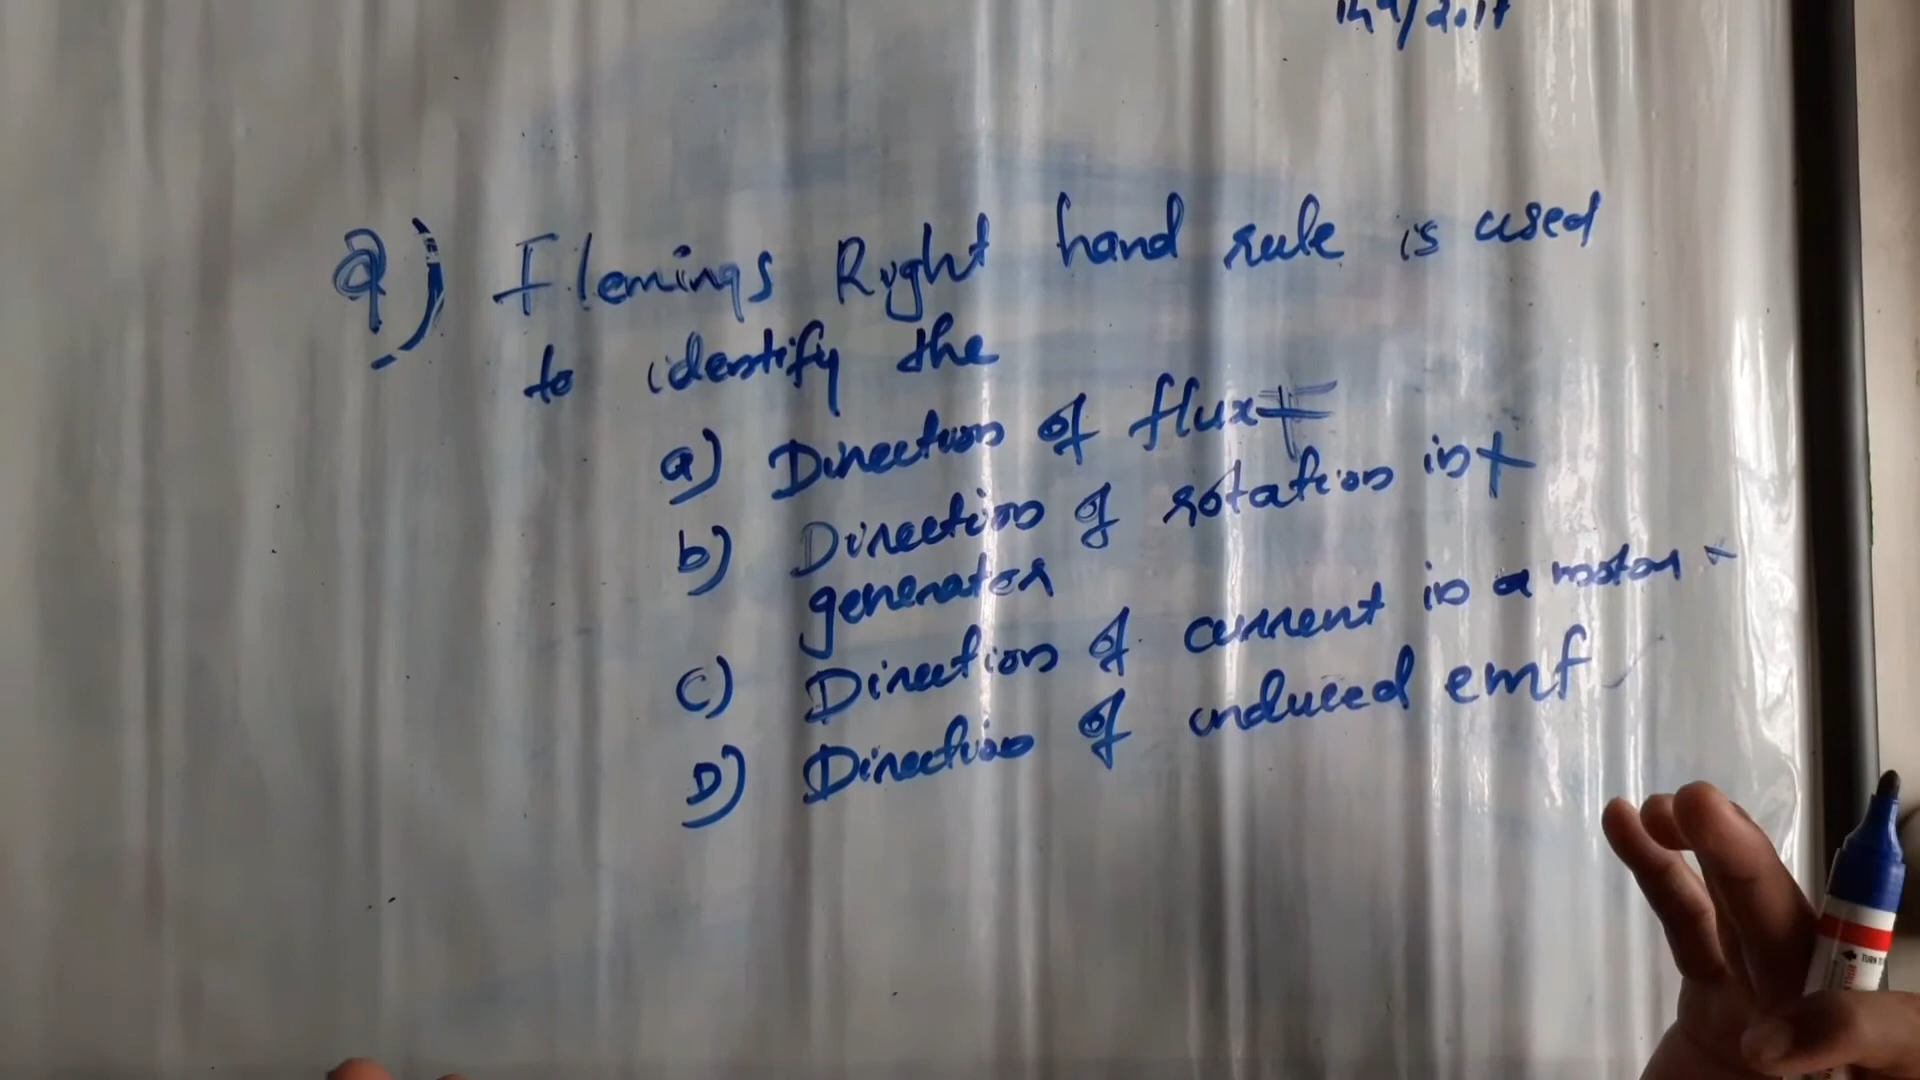 Q) Flemings Right hand rule is used
to identify the
a) Direction of flux
b) Direction of rotation in
generator
c) Direction of current in a motor ×
D) Direction of induced emf
TURN